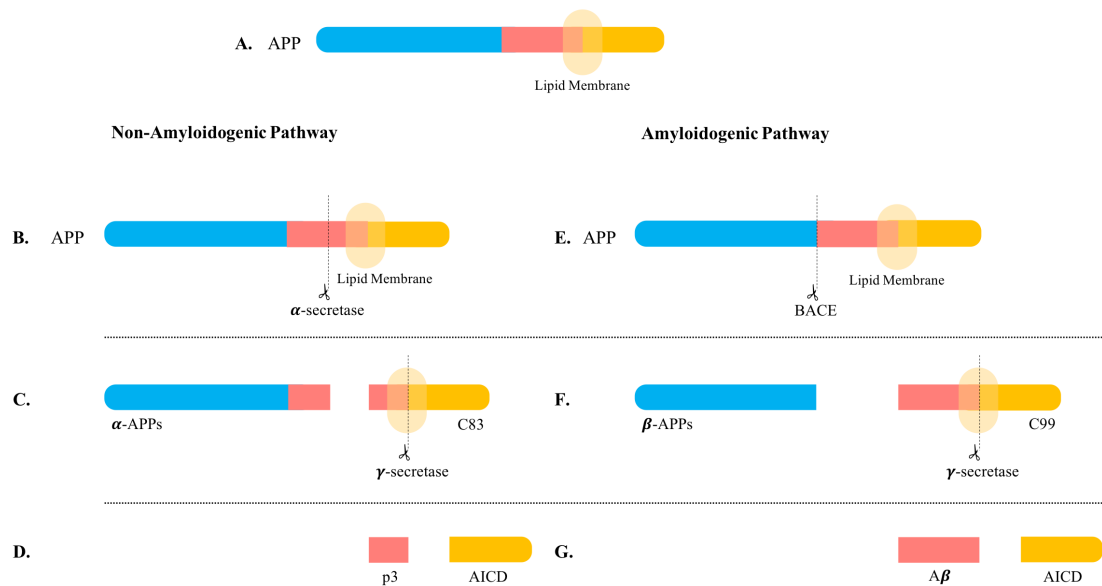 A. APP
Lipid Membrane
Non-Amyloidogenic Pathway
Amyloidogenic Pathway
B. APP
Lipid Membrane
α-secretase
E. APP
Lipid Membrane
BACE
C.
α-APPs
C83
γ-secretase
F.
β-APPs
C99
γ-secretase
D.
p3
AICD
G.
Aβ
AICD